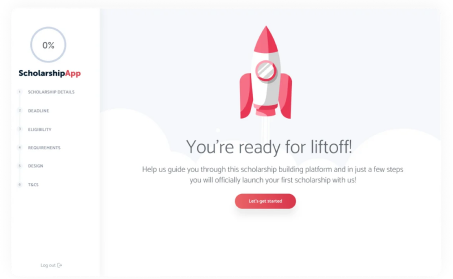 0%
ScholarshipApp
SCHOLARSHIP DETAILS
DEADLINE
ELIGIBILITY
REQUIREMENTS
DESIGN
T&CS
Log out
You're ready for liftoff!
Help us guide you through this scholarship building platform and in just a few steps
you will officially launch your first scholarship with us!
Let's get started